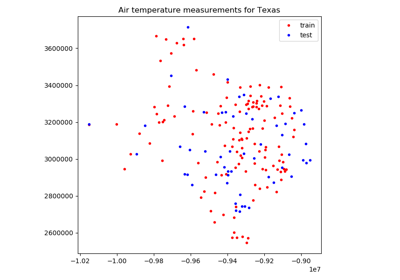 Air temperature measurements for Texas
train
test
3600000
3400000
3200000
3000000
2800000
2600000
−1.02 −1.00 −0.98 −0.96 −0.94 −0.92 −0.90
1e7